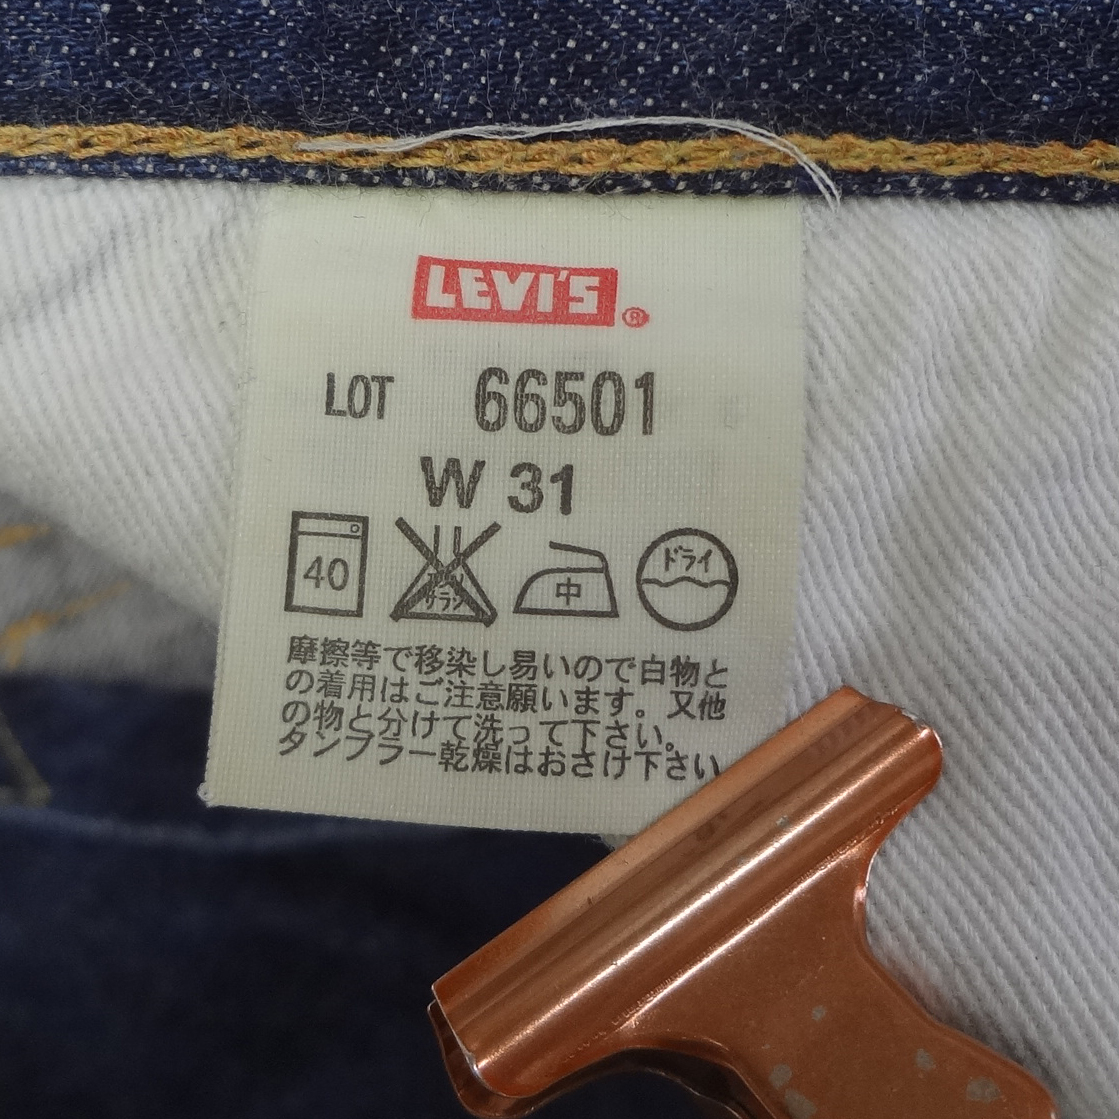 LEVI'S ®
LOT 66501
W 31
40 サラシ 中 ドライ
摩擦等で移染し易いので白物と
の着用はご注意願います。又他
の物と分けて洗って下さい。
タンブラー乾燥はおさけ下さい